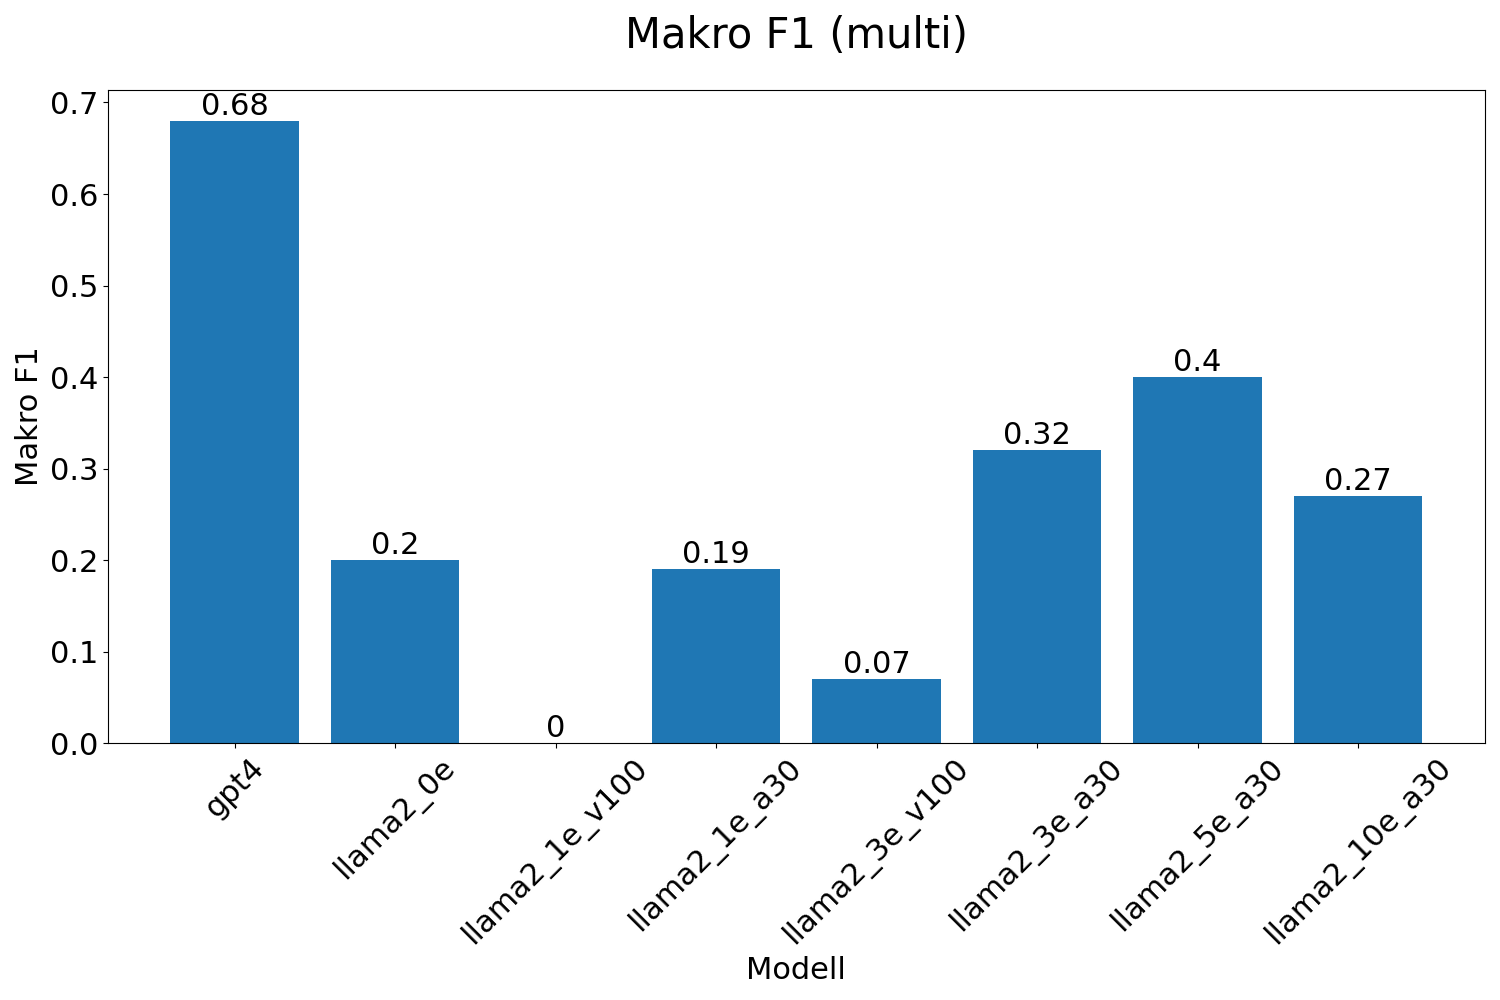 Makro F1 (multi)
0.7
0.6
0.5
0.4
0.3
0.2
0.1
0.0
Makro F1
0.68
0.2
0
0.19
0.07
0.32
0.4
0.27
gpt4
llama2_0e
llama2_1e_v100
llama2_1e_a30
llama2_3e_v100
llama2_3e_a30
llama2_5e_a30
llama2_10e_a30
Modell